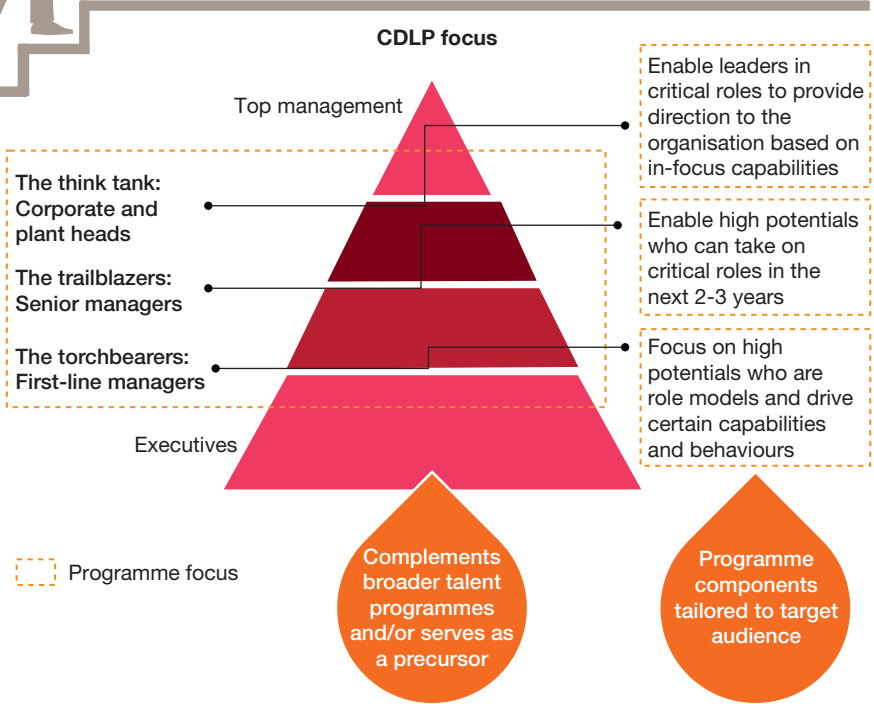 CDLP focus
Top management
The think tank:
Corporate and
plant heads
The trailblazers:
Senior managers
The torchbearers:
First-line managers
Executives
Enable leaders in
critical roles to provide
direction to the
organisation based on
in-focus capabilities
Enable high potentials
who can take on
critical roles in the
next 2-3 years
Focus on high
potentials who are
role models and drive
certain capabilities
and behaviours
Programme focus
Complements
broader talent
programmes
and/or serves as
a precursor
Programme
components
tailored to target
audience